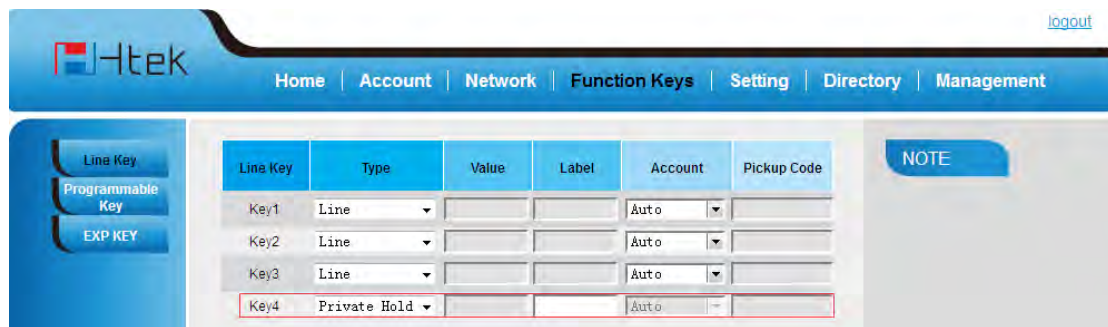 logout
Htek
Home | Account | Network | Function Keys | Setting | Directory | Management
Line Key
Programmable Key
EXP KEY
Line Key Type Value Label Account Pickup Code
Key1 Line Auto
Key2 Line Auto
Key3 Line Auto
Key4 Private Hold Auto
NOTE